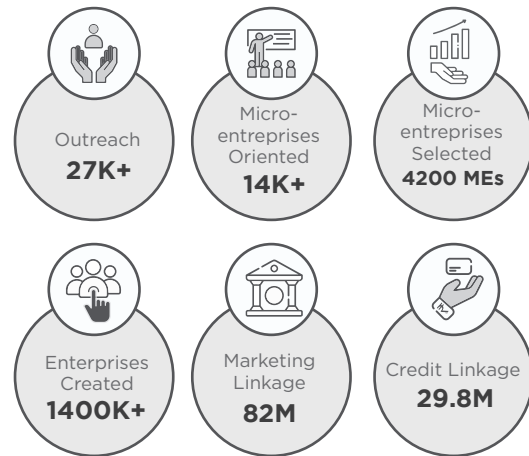 Outreach
27K+
Micro-
entreprises
Oriented
14K+
Micro-
entreprises
Selected
4200 MEs
Enterprises
Created
1400K+
Marketing
Linkage
82M
Credit Linkage
29.8M